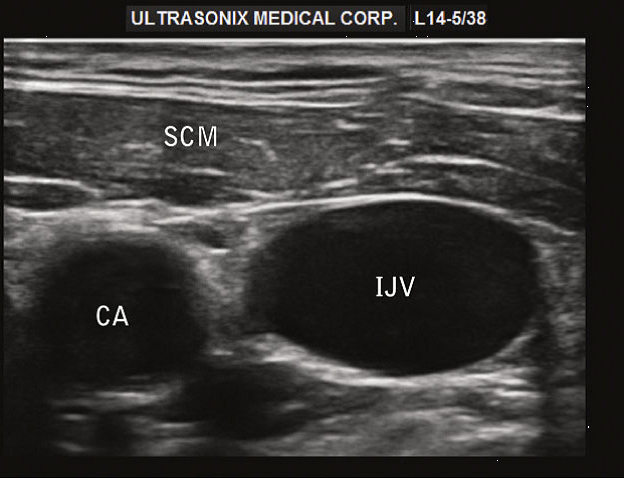 ULTRASONIX MEDICAL CORP. L14-5/38
SCM
IJV
CA